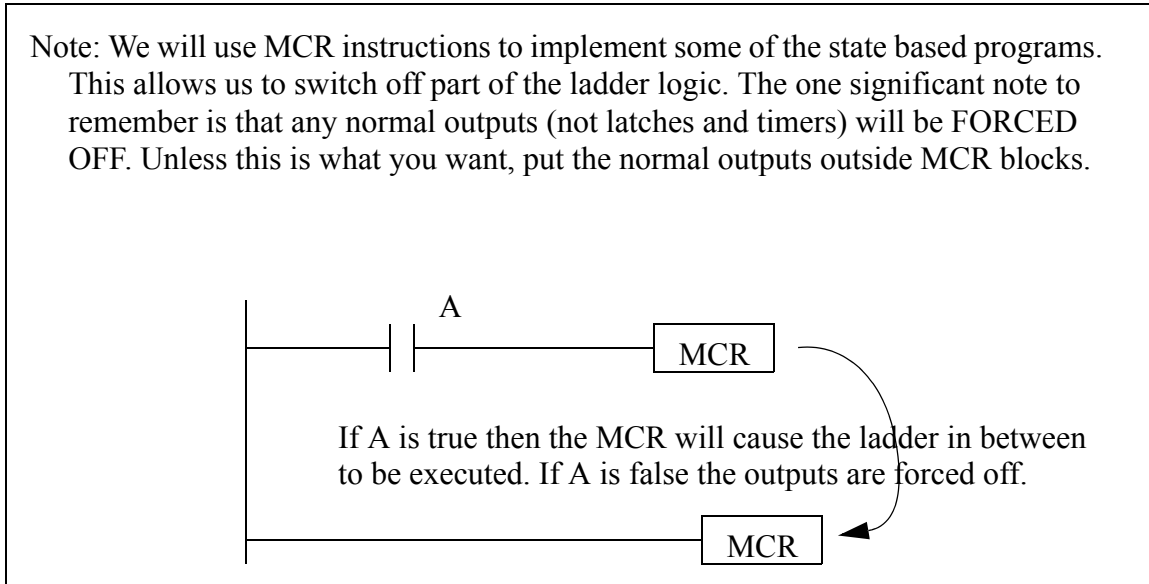 Note: We will use MCR instructions to implement some of the state based programs.
This allows us to switch off part of the ladder logic. The one significant note to
remember is that any normal outputs (not latches and timers) will be FORCED
OFF. Unless this is what you want, put the normal outputs outside MCR blocks.
A
MCR
If A is true then the MCR will cause the ladder in between
to be executed. If A is false the outputs are forced off.
MCR